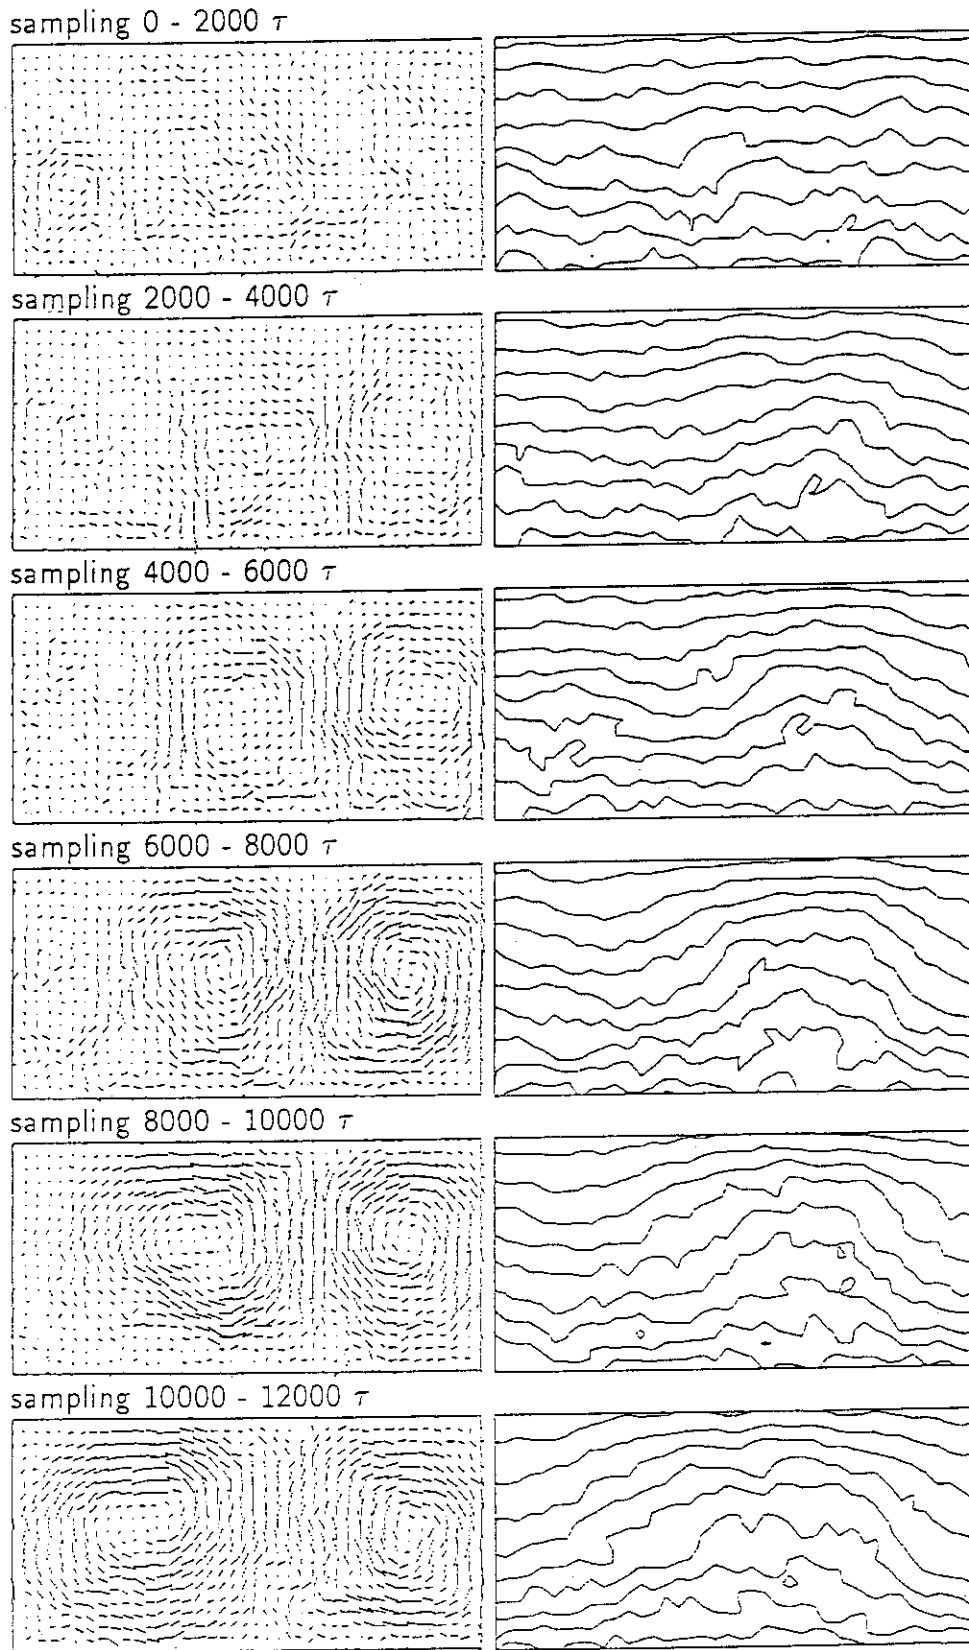 sampling 0 - 2000 τ
sampling 2000 - 4000 τ
sampling 4000 - 6000 τ
sampling 6000 - 8000 τ
sampling 8000 - 10000 τ
sampling 10000 - 12000 τ